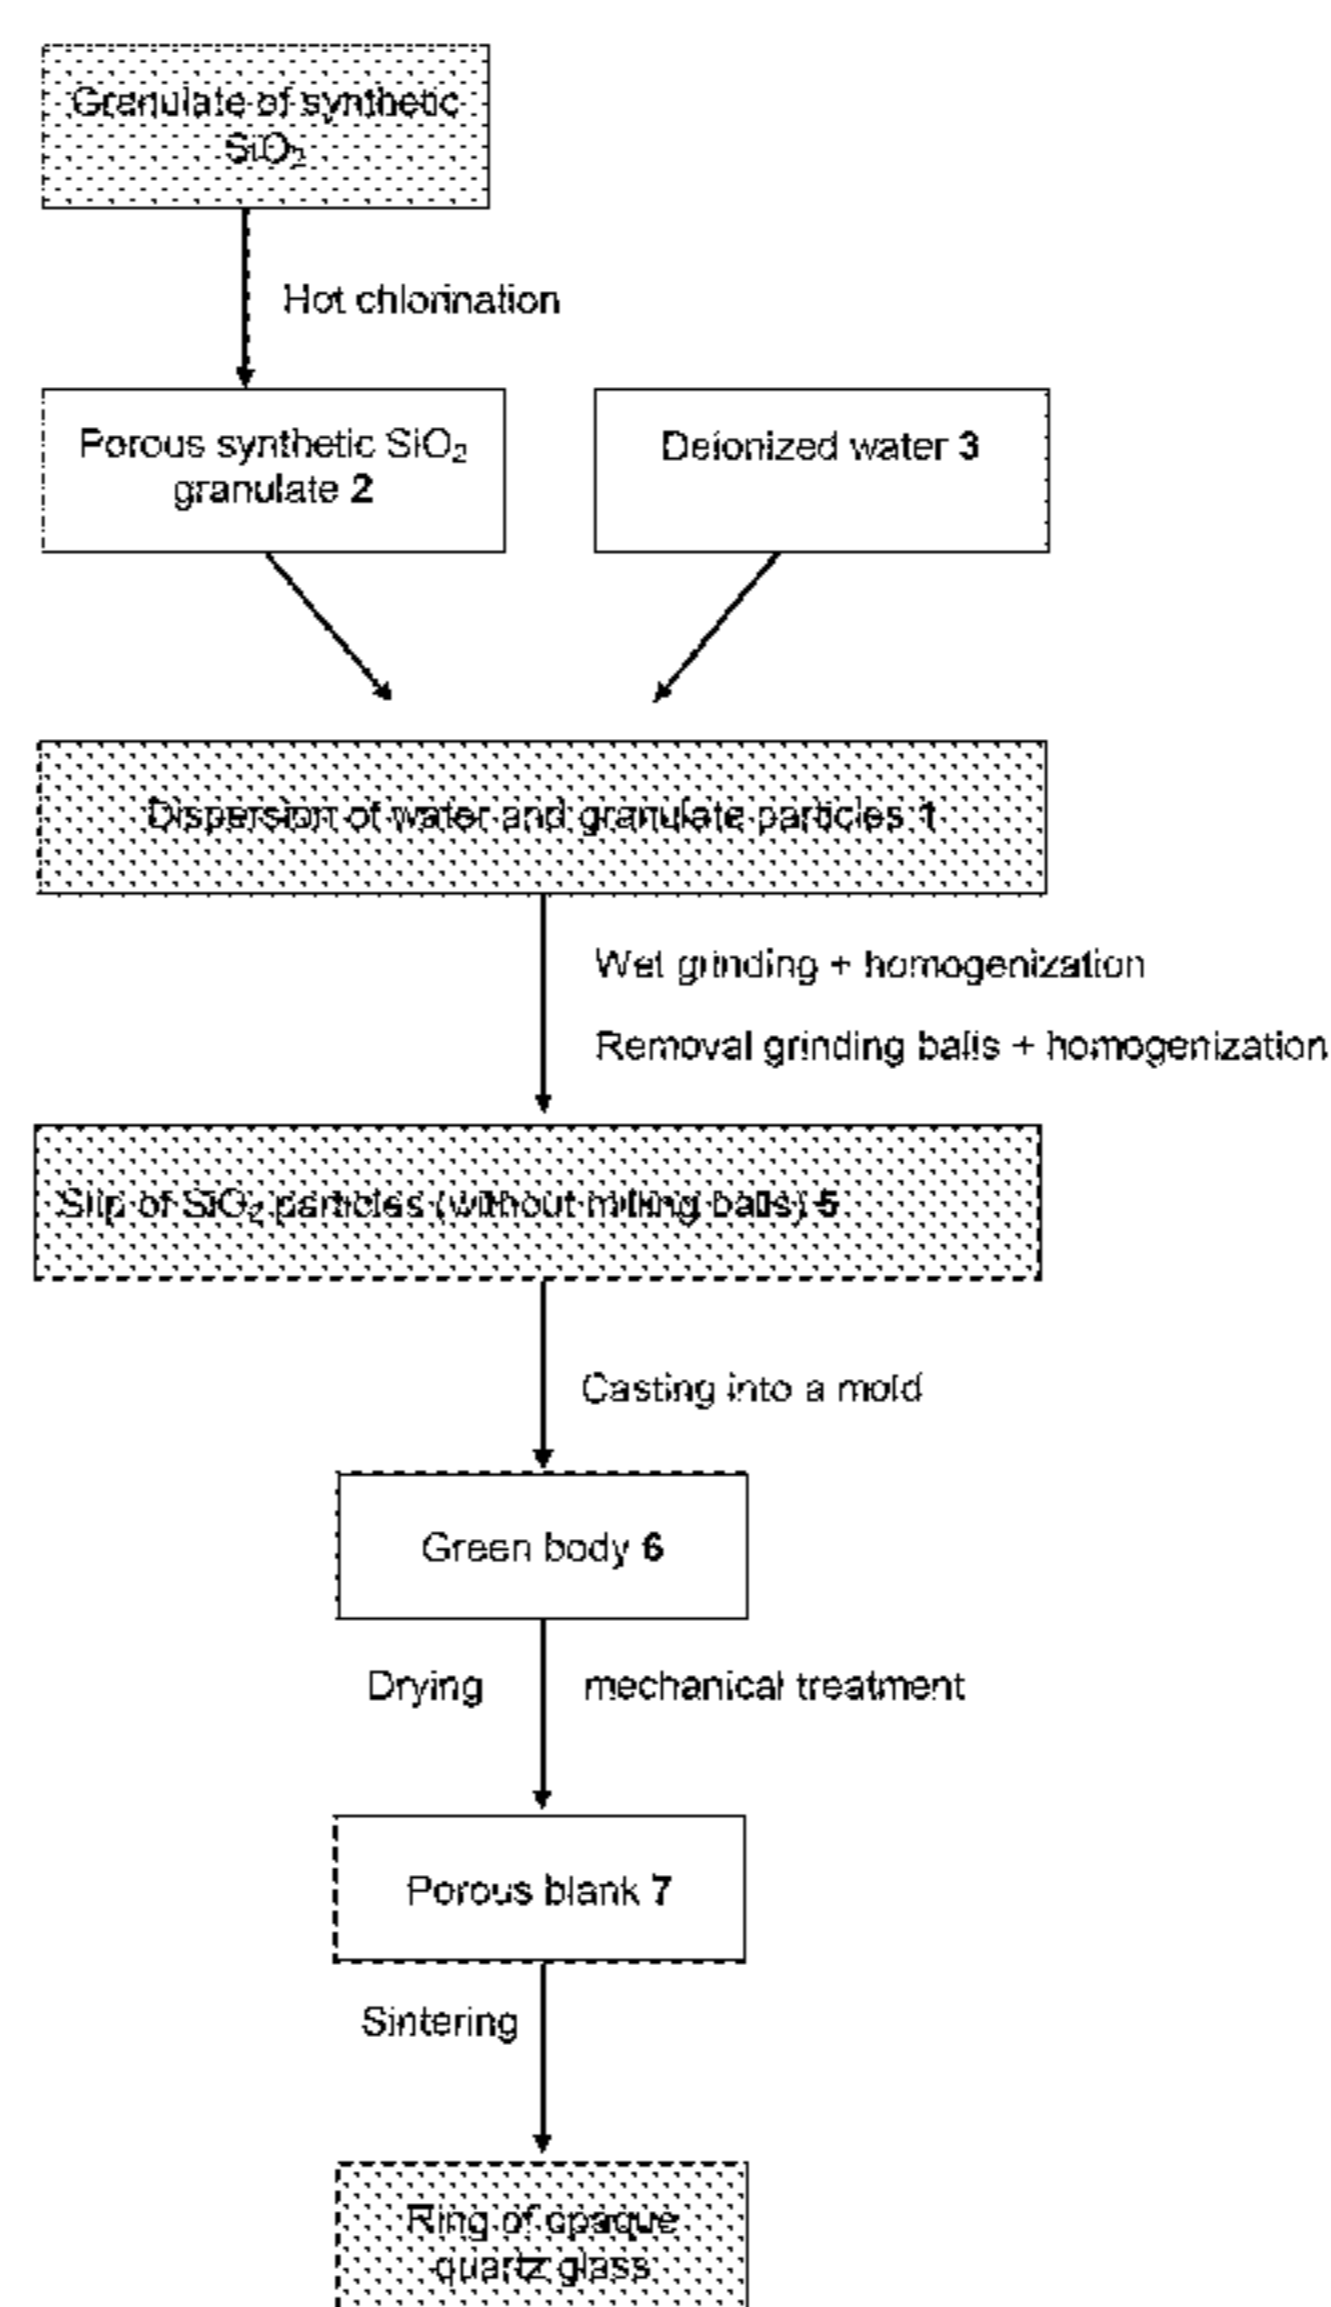 Granulate of synthetic
SiO₂
Hot chlorination
Porous synthetic SiO₂
granulate 2
Deionized water 3
Dispersion of water and granulate particles 1
Wet grinding + homogenization
Removal grinding balls + homogenization
Slip of SiO₂ particles (without milling balls) 5
Casting into a mold
Green body 6
Drying
mechanical treatment
Porous blank 7
Sintering
Ring of opaque
quartz glass